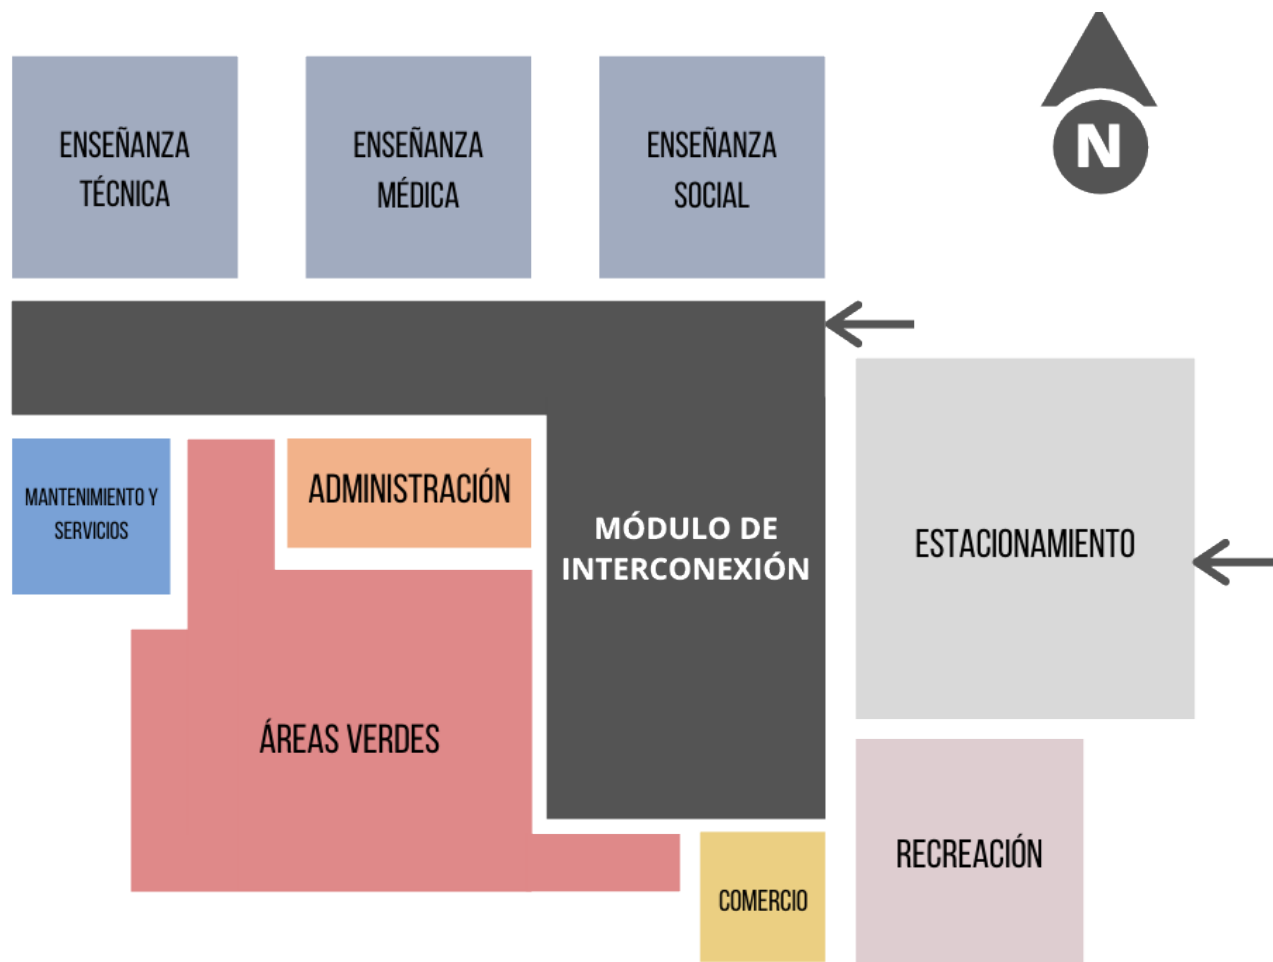 N
ENSEÑANZA
TÉCNICA
ENSEÑANZA
MÉDICA
ENSEÑANZA
SOCIAL
MANTENIMIENTO Y
SERVICIOS
ADMINISTRACIÓN
MÓDULO DE
INTERCONEXIÓN
ESTACIONAMIENTO
ÁREAS VERDES
COMERCIO
RECREACIÓN